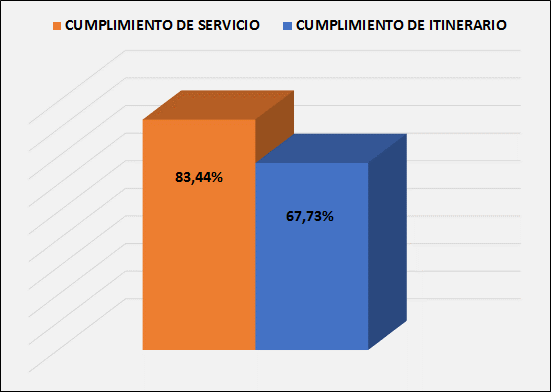 CUMPLIMIENTO DE SERVICIO CUMPLIMIENTO DE ITINERARIO
83,44%
67,73%